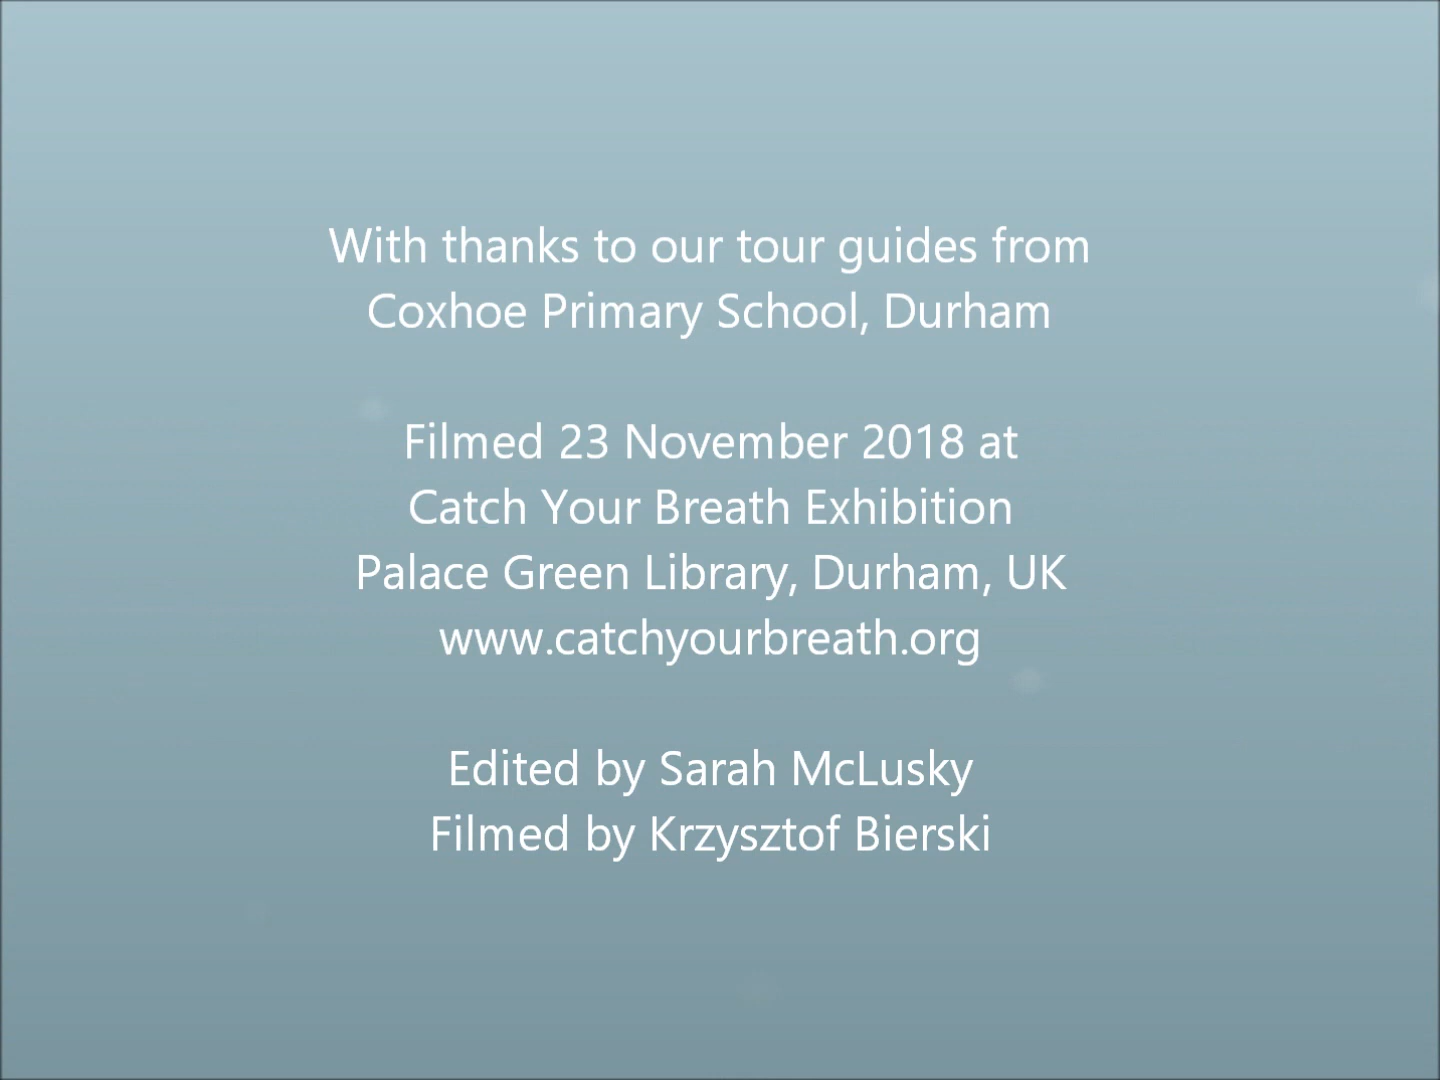 With thanks to our tour guides from
Coxhoe Primary School, Durham
Filmed 23 November 2018 at
Catch Your Breath Exhibition
Palace Green Library, Durham, UK
www.catchyourbreath.org
Edited by Sarah McLusky
Filmed by Krzysztof Bierski